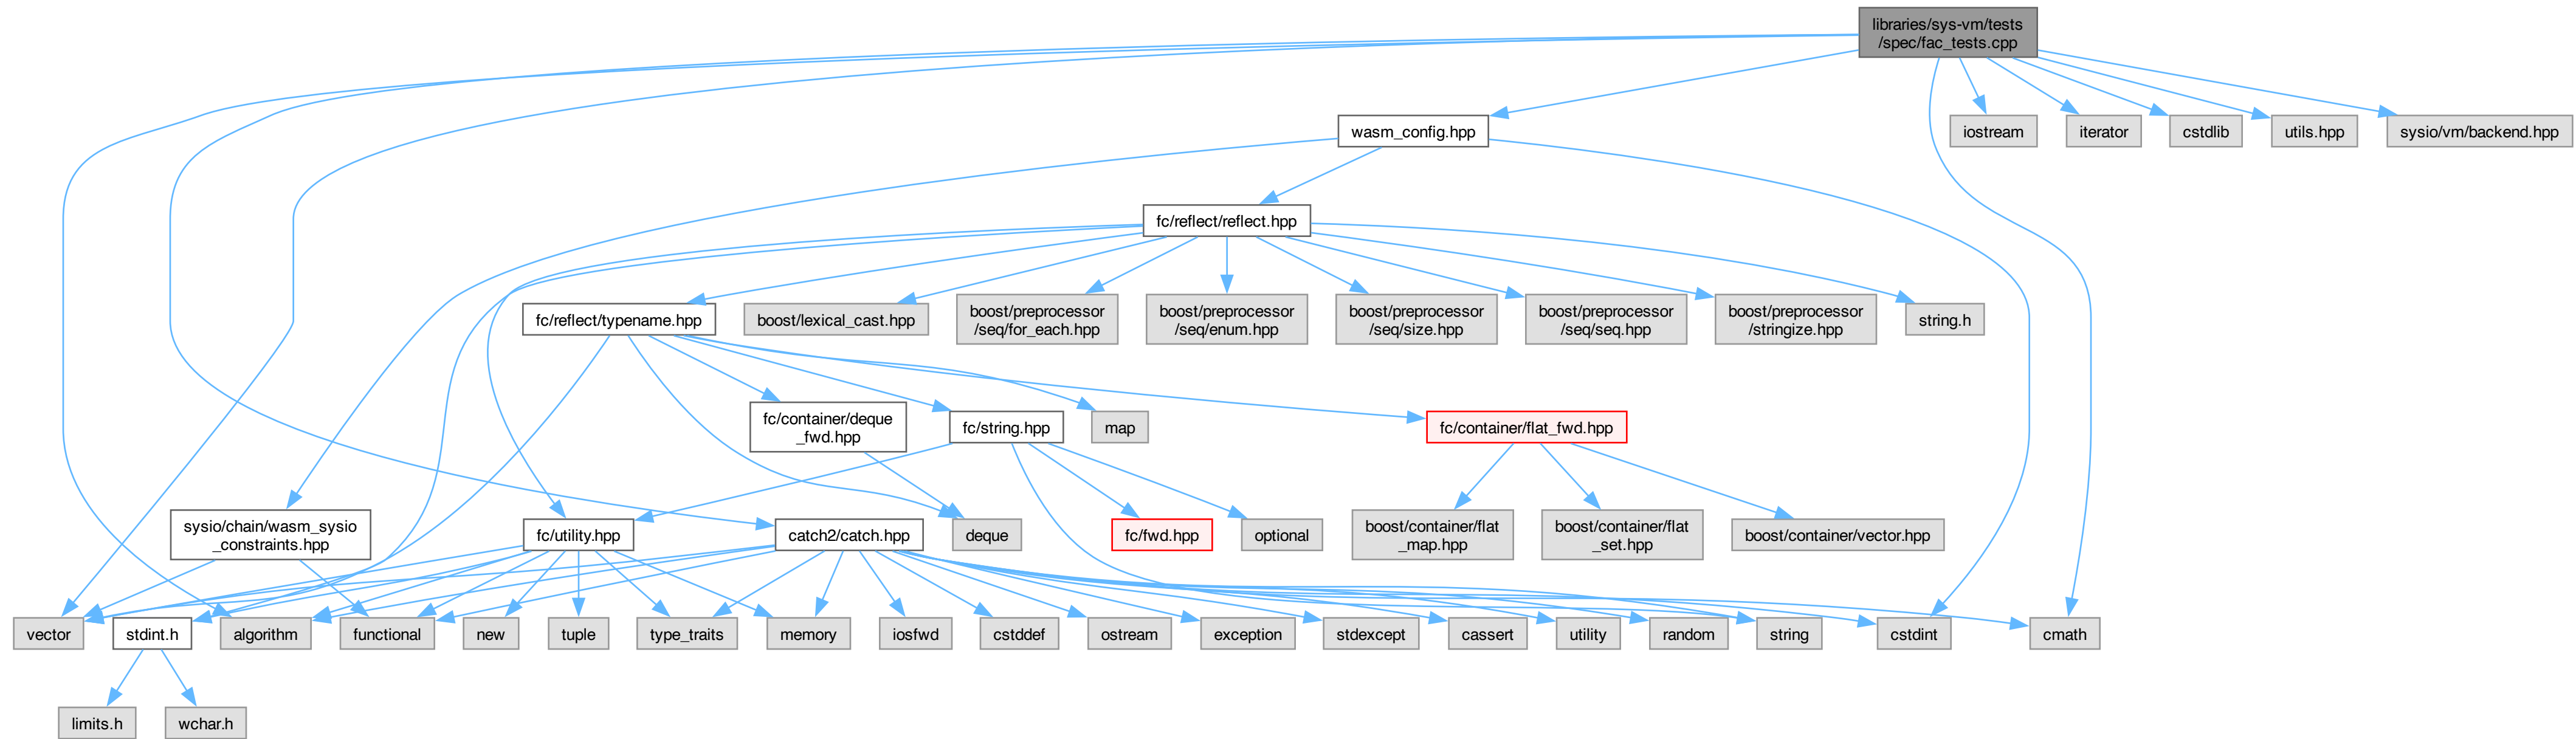 libraries/sys-vm/tests
/spec/fac_tests.cpp
wasm_config.hpp
iostream
iterator
cstdlib
utils.hpp
sysio/vm/backend.hpp
fc/reflect/reflect.hpp
fc/reflect/typename.hpp
boost/lexical_cast.hpp
boost/preprocessor
/seq/for_each.hpp
boost/preprocessor
/seq/enum.hpp
boost/preprocessor
/seq/size.hpp
boost/preprocessor
/seq/seq.hpp
boost/preprocessor
/stringize.hpp
string.h
fc/container/deque
_fwd.hpp
fc/string.hpp
map
fc/container/flat_fwd.hpp
sysio/chain/wasm_sysio
_constraints.hpp
fc/utility.hpp
catch2/catch.hpp
deque
fc/fwd.hpp
optional
boost/container/flat
_map.hpp
boost/container/flat
_set.hpp
boost/container/vector.hpp
vector
stdint.h
algorithm
functional
new
tuple
type_traits
memory
iosfwd
cstddef
ostream
exception
stdexcept
cassert
utility
random
string
cstdint
cmath
limits.h
wchar.h